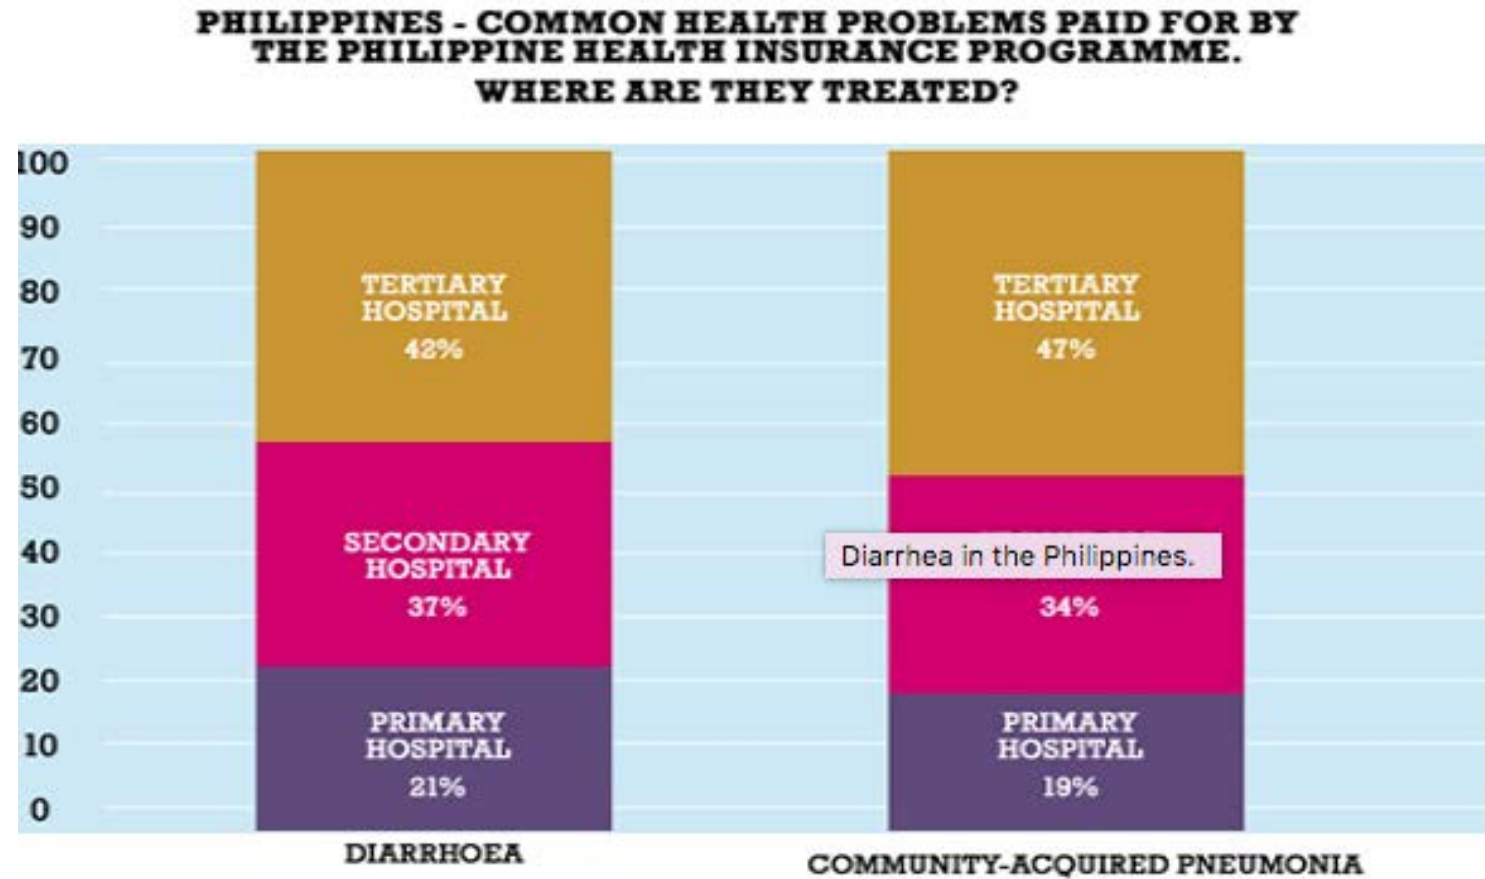 PHILIPPINES - COMMON HEALTH PROBLEMS PAID FOR BY
THE PHILIPPINE HEALTH INSURANCE PROGRAMME.
WHERE ARE THEY TREATED?
100
90
80
70
60
50
40
30
20
10
0
TERTIARY
HOSPITAL
42%
SECONDARY
HOSPITAL
37%
PRIMARY
HOSPITAL
21%
DIARRHOEA
TERTIARY
HOSPITAL
47%
Diarrhea in the Philippines.
34%
PRIMARY
HOSPITAL
19%
COMMUNITY-ACQUIRED PNEUMONIA